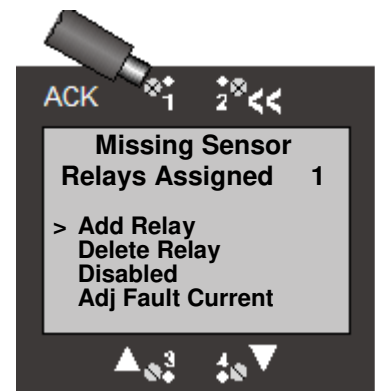 ACK 1 2 <<
Missing Sensor
Relays Assigned 1
> Add Relay
Delete Relay
Disabled
Adj Fault Current
3 4